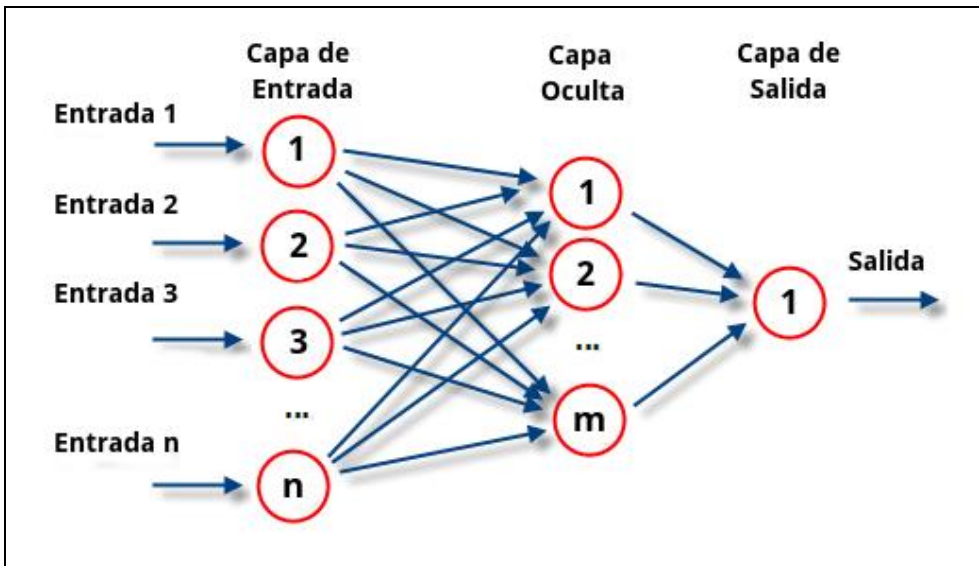 Capa de
Entrada
Capa
Oculta
Capa de
Salida
Entrada 1
Entrada 2
Entrada 3
Entrada n
1
2
3
...
n
1
2
...
m
1
Salida